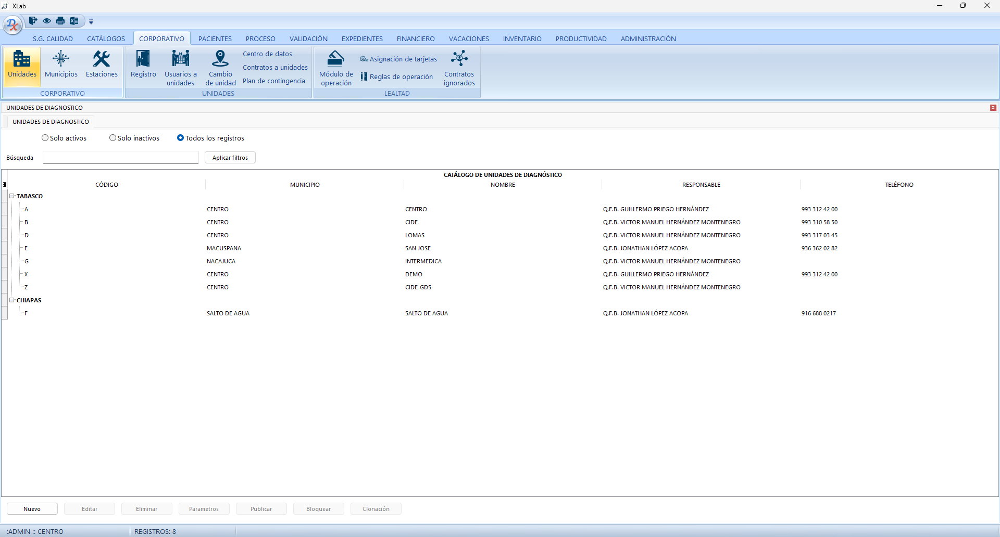 XLab
S.G. CALIDAD CATÁLOGOS CORPORATIVO PACIENTES PROCESO VALIDACIÓN EXPEDIENTES FINANCIERO VACACIONES INVENTARIO PRODUCTIVIDAD ADMINISTRACIÓN
Unidades
Municipios
Estaciones
CORPORATIVO
Registro
Usuarios a
unidades
Cambio
de unidad
Centro de datos
Contratos a unidades
Plan de contingencia
UNIDADES
Módulo de
operación
Asignación de tarjetas
Reglas de operación
Contratos
ignorados
LEALTAD
UNIDADES DE DIAGNOSTICO
UNIDADES DE DIAGNOSTICO
Solo activos Solo inactivos Todos los registros
Búsqueda Aplicar filtros
CATÁLOGO DE UNIDADES DE DIAGNÓSTICO
CÓDIGO MUNICIPIO NOMBRE RESPONSABLE TELÉFONO
TABASCO
A CENTRO CENTRO Q.F.B. GUILLERMO PRIEGO HERNÁNDEZ 993 312 42 00
B CENTRO CIDE Q.F.B. VICTOR MANUEL HERNÁNDEZ MONTENEGRO 993 310 58 50
D CENTRO LOMAS Q.F.B. VICTOR MANUEL HERNÁNDEZ MONTENEGRO 993 317 03 45
E MACUSPANA SAN JOSE Q.F.B. JONATHAN LÓPEZ ACOPA 936 362 02 82
G NACAJUCA INTERMEDICA Q.F.B. VICTOR MANUEL HERNÁNDEZ MONTENEGRO
X CENTRO DEMO Q.F.B. GUILLERMO PRIEGO HERNÁNDEZ 993 312 42 00
Z CENTRO CIDE-GDS Q.F.B. VICTOR MANUEL HERNÁNDEZ MONTENEGRO
CHIAPAS
F SALTO DE AGUA SALTO DE AGUA Q.F.B. JONATHAN LÓPEZ ACOPA 916 688 0217
Nuevo Editar Eliminar Parametros Publicar Bloquear Clonación
:ADMIN :: CENTRO REGISTROS: 8